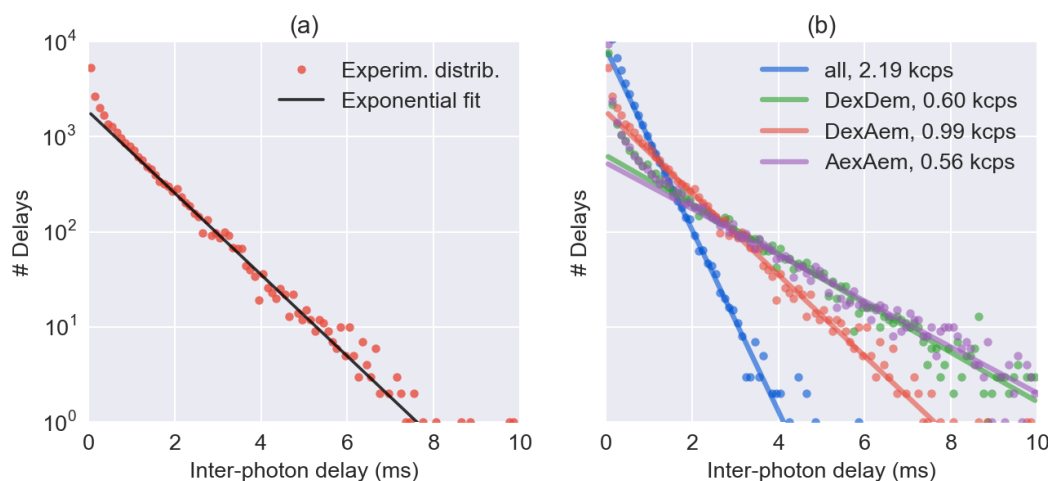 (a)
10^4
10^3
10^2
10^1
10^0
# Delays
Experim. distrib.
Exponential fit
0 2 4 6 8 10
Inter-photon delay (ms)
(b)
# Delays
all, 2.19 kcps
DexDem, 0.60 kcps
DexAem, 0.99 kcps
AexAem, 0.56 kcps
0 2 4 6 8 10
Inter-photon delay (ms)